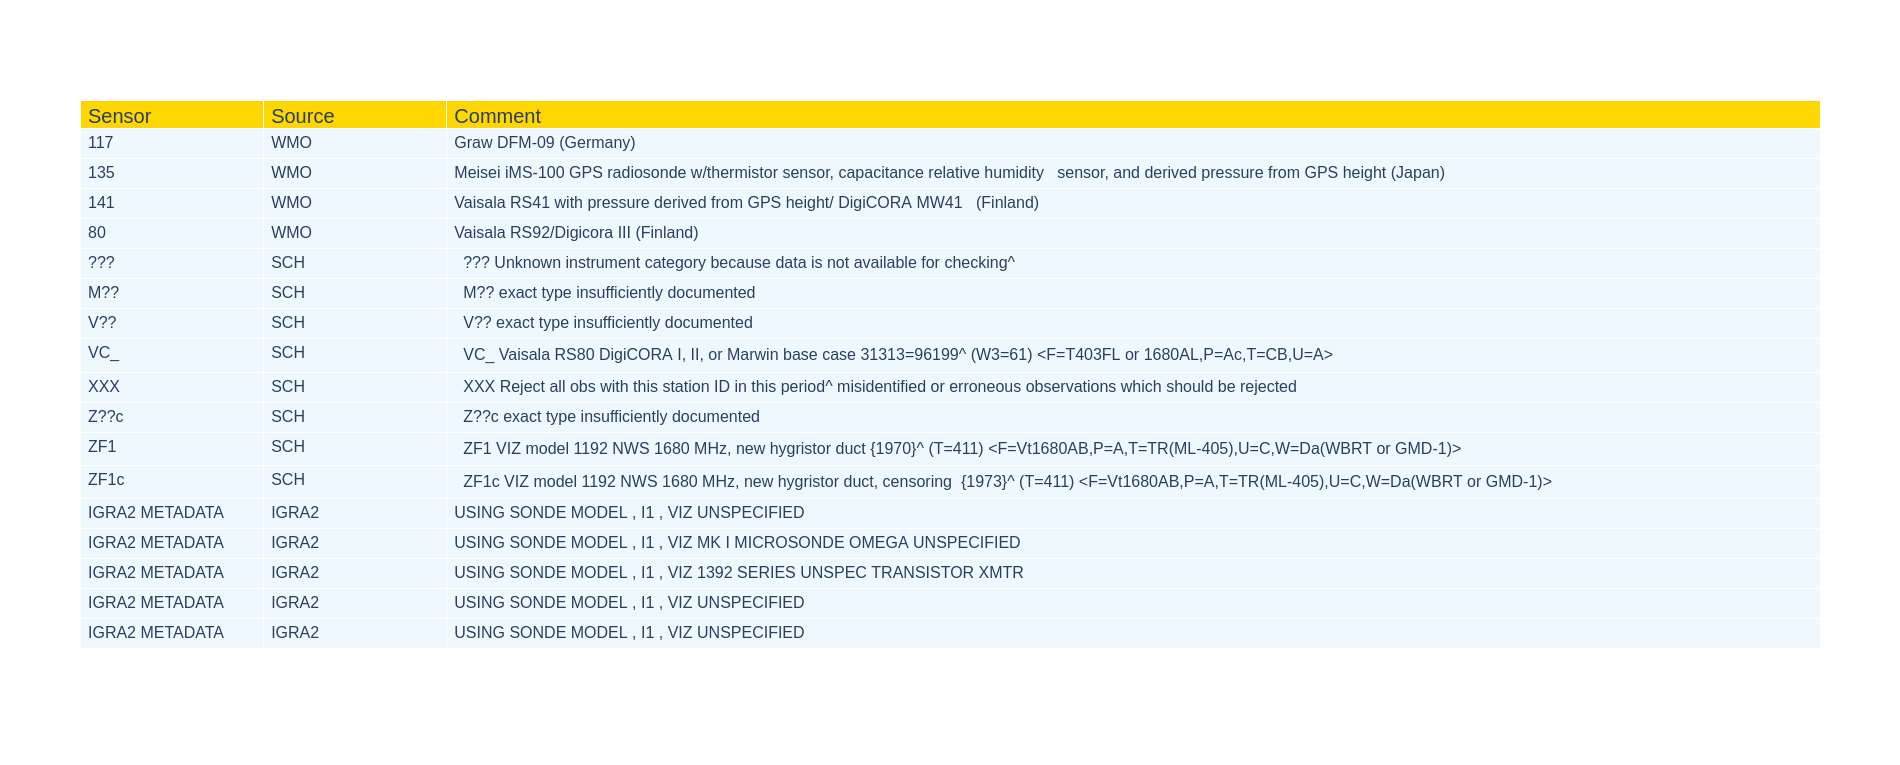 Sensor Source Comment
117 WMO Graw DFM-09 (Germany)
135 WMO Meisei iMS-100 GPS radiosonde w/thermistor sensor, capacitance relative humidity   sensor, and derived pressure from GPS height (Japan)
141 WMO Vaisala RS41 with pressure derived from GPS height/ DigiCORA MW41   (Finland)
80 WMO Vaisala RS92/Digicora III (Finland)
??? SCH ??? Unknown instrument category because data is not available for checking^
M?? SCH M?? exact type insufficiently documented
V?? SCH V?? exact type insufficiently documented
VC_ SCH VC_ Vaisala RS80 DigiCORA I, II, or Marwin base case 31313=96199^ (W3=61) <F=T403FL or 1680AL,P=Ac,T=CB,U=A>
XXX SCH XXX Reject all obs with this station ID in this period^ misidentified or erroneous observations which should be rejected
Z??c SCH Z??c exact type insufficiently documented
ZF1 SCH ZF1 VIZ model 1192 NWS 1680 MHz, new hygristor duct {1970}^ (T=411) <F=Vt1680AB,P=A,T=TR(ML-405),U=C,W=Da(WBRT or GMD-1)>
ZF1c SCH ZF1c VIZ model 1192 NWS 1680 MHz, new hygristor duct, censoring  {1973}^ (T=411) <F=Vt1680AB,P=A,T=TR(ML-405),U=C,W=Da(WBRT or GMD-1)>
IGRA2 METADATA IGRA2 USING SONDE MODEL , I1 , VIZ UNSPECIFIED
IGRA2 METADATA IGRA2 USING SONDE MODEL , I1 , VIZ MK I MICROSONDE OMEGA UNSPECIFIED
IGRA2 METADATA IGRA2 USING SONDE MODEL , I1 , VIZ 1392 SERIES UNSPEC TRANSISTOR XMTR
IGRA2 METADATA IGRA2 USING SONDE MODEL , I1 , VIZ UNSPECIFIED
IGRA2 METADATA IGRA2 USING SONDE MODEL , I1 , VIZ UNSPECIFIED